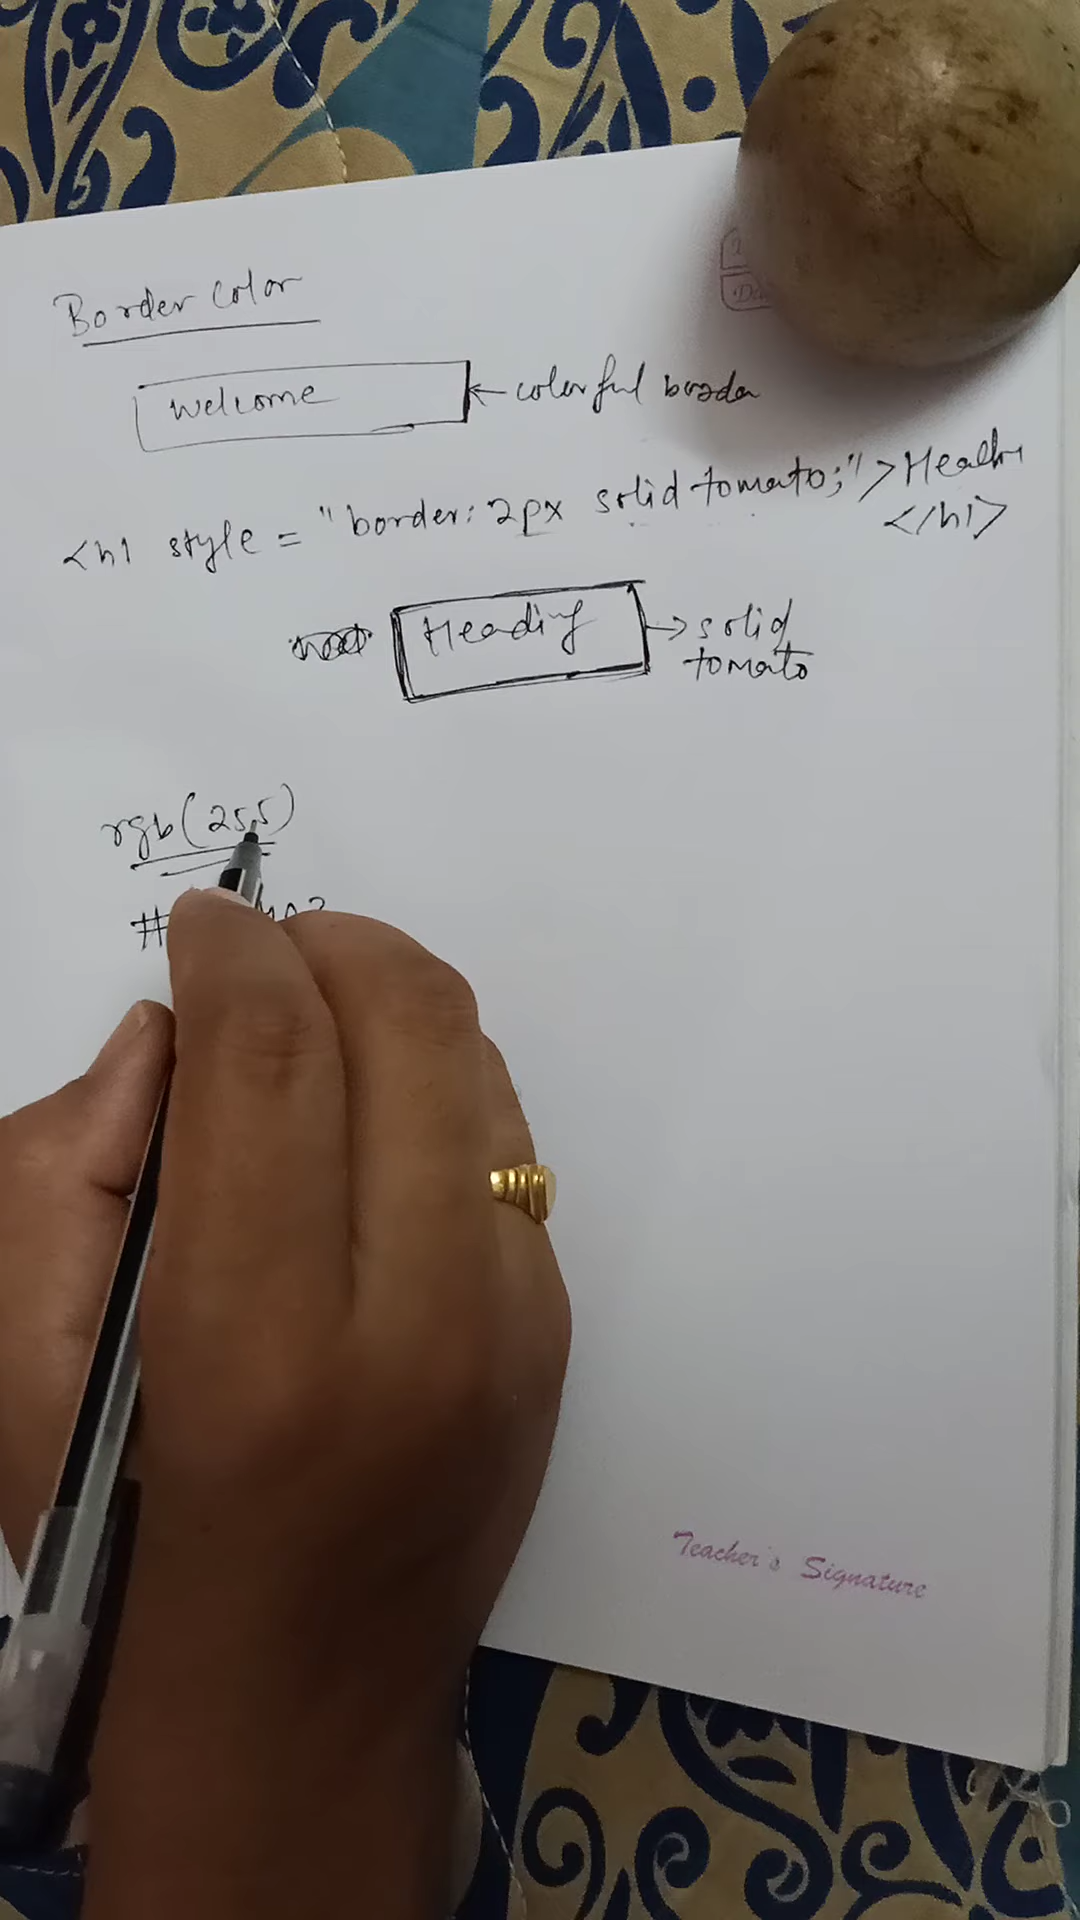 Border Color
Welcome ← colorful border
<h1 style = "border: 2px solid tomato;"> Heading
</h1>
Heading → solid
tomato
rgb(255)
#
Teacher's Signature